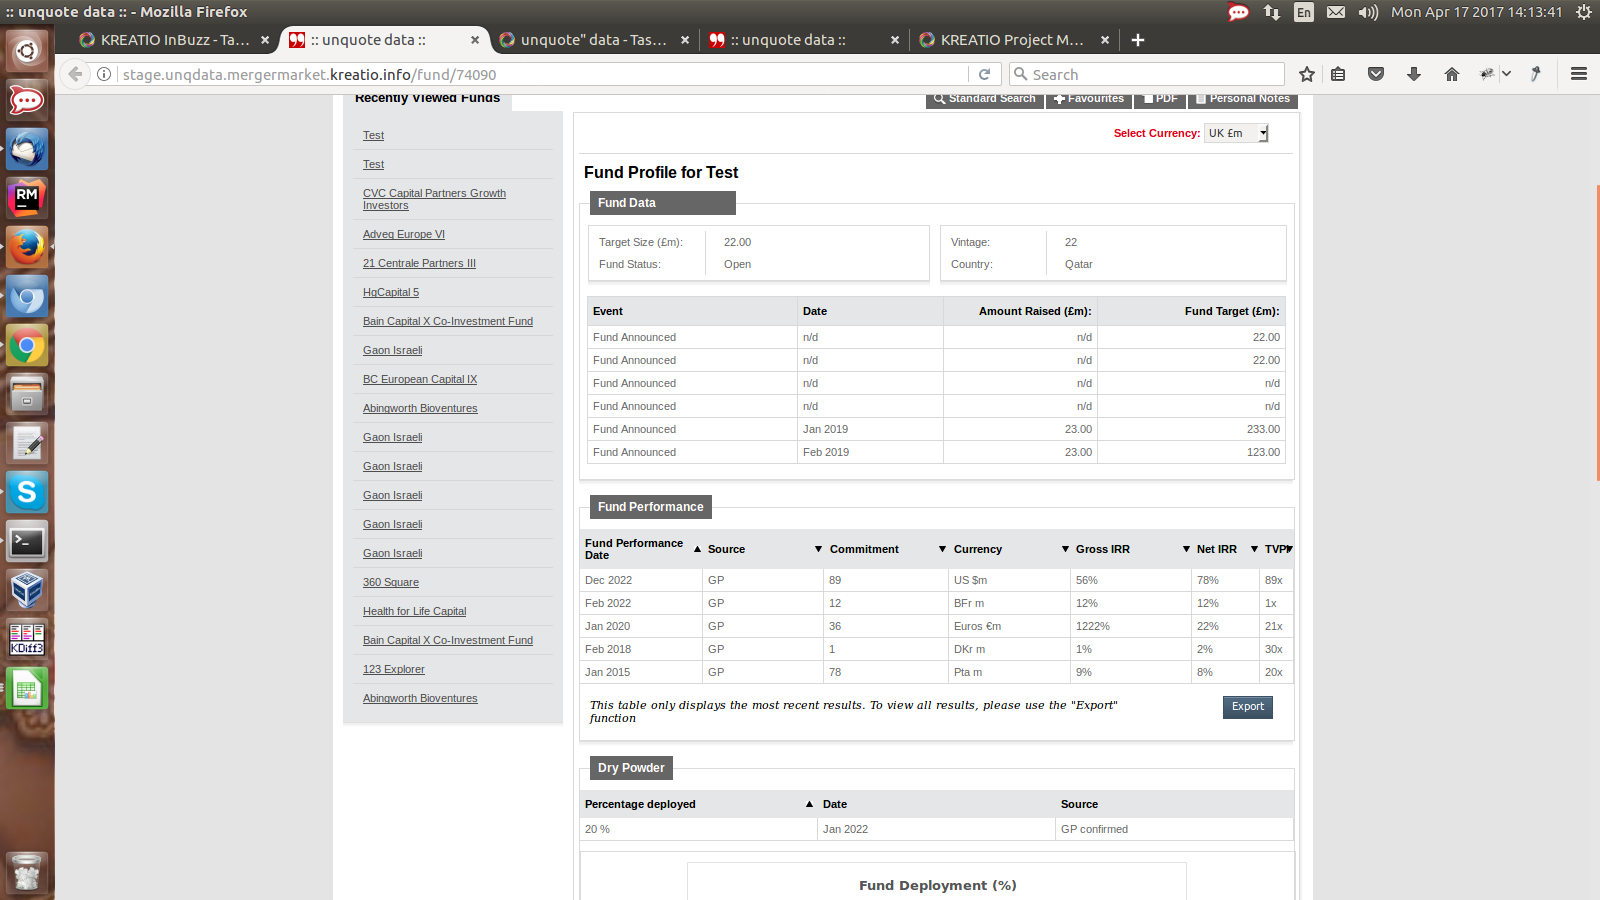 :: unquote data :: - Mozilla Firefox
En
Mon Apr 17 2017 14:13:41
KREATIO InBuzz - Ta... ×
:: unquote data :: ×
unquote" data - Tas... ×
:: unquote data :: ×
KREATIO Project M... ×
stage.unqdata.mergermarket.kreatio.info/fund/74090
Search
Recently Viewed Funds
Test
Test
CVC Capital Partners Growth
Investors
Adveq Europe VI
21 Centrale Partners III
HgCapital 5
Bain Capital X Co-Investment Fund
Gaon Israeli
BC European Capital IX
Abingworth Bioventures
Gaon Israeli
Gaon Israeli
Gaon Israeli
Gaon Israeli
Gaon Israeli
360 Square
Health for Life Capital
Bain Capital X Co-Investment Fund
123 Explorer
Abingworth Bioventures
Standard Search Favourites PDF Personal Notes
Select Currency: UK £m
Fund Profile for Test
Fund Data
Target Size (£m): 22.00
Fund Status: Open
Vintage: 22
Country: Qatar
Event Date Amount Raised (£m): Fund Target (£m):
Fund Announced n/d n/d 22.00
Fund Announced n/d n/d 22.00
Fund Announced n/d n/d n/d
Fund Announced n/d n/d n/d
Fund Announced Jan 2019 23.00 233.00
Fund Announced Feb 2019 23.00 123.00
Fund Performance
Fund Performance
Date Source Commitment Currency Gross IRR Net IRR TVPI
Dec 2022 GP 89 US $m 56% 78% 89x
Feb 2022 GP 12 BFr m 12% 12% 1x
Jan 2020 GP 36 Euros €m 1222% 22% 21x
Feb 2018 GP 1 DKr m 1% 2% 30x
Jan 2015 GP 78 Pta m 9% 8% 20x
This table only displays the most recent results. To view all results, please use the "Export"
function
Export
Dry Powder
Percentage deployed Date Source
20 % Jan 2022 GP confirmed
Fund Deployment (%)
RM
KDiff3